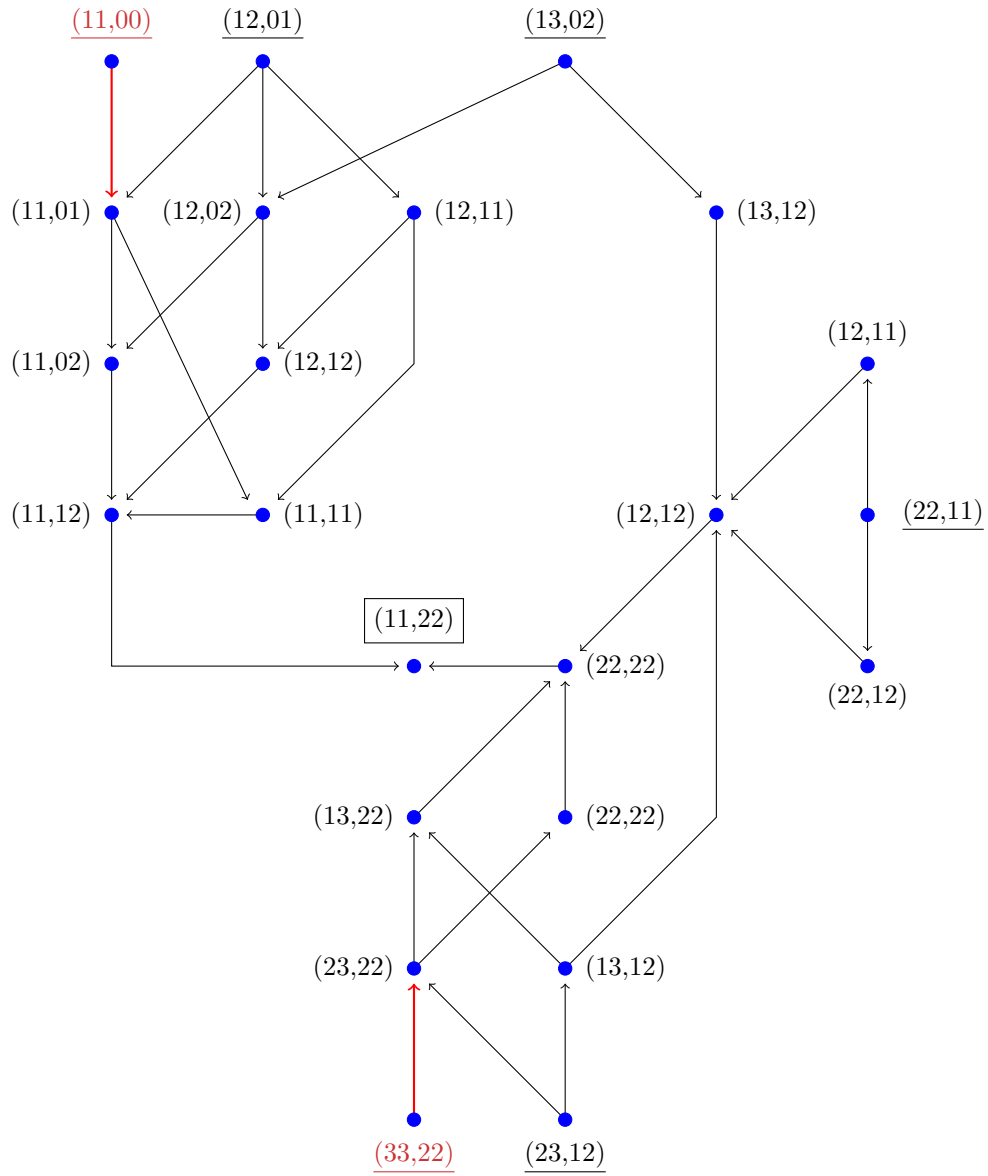 (11,00) (12,01) (13,02)
(11,01) (12,02) (12,11) (13,12)
(12,11)
(11,02) (12,12)
(11,12) (11,11) (12,12) (22,11)
(11,22)
(22,22)
(22,12)
(13,22) (22,22)
(23,22) (13,12)
(33,22) (23,12)